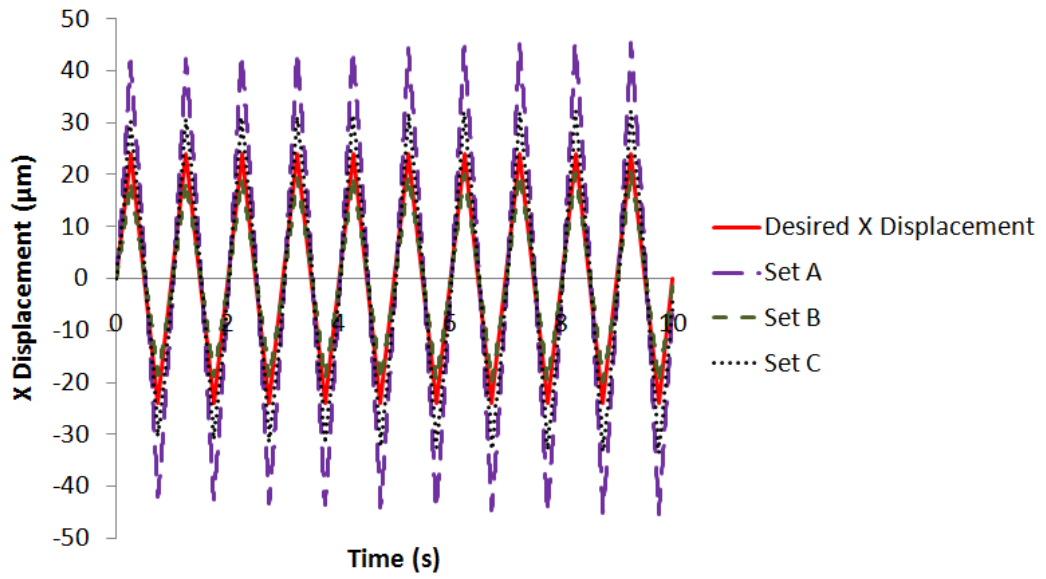 50
40
30
20
10
0
-10
-20
-30
-40
-50
X Displacement (µm)
0 2 4 6 8 10
Time (s)
Desired X Displacement
Set A
Set B
Set C